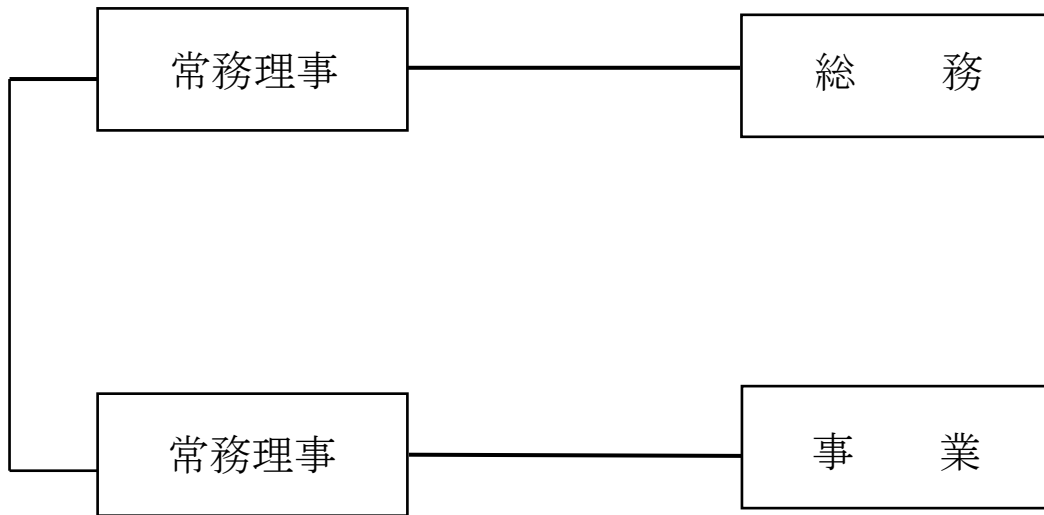 常務理事
総　務
常務理事
事　業